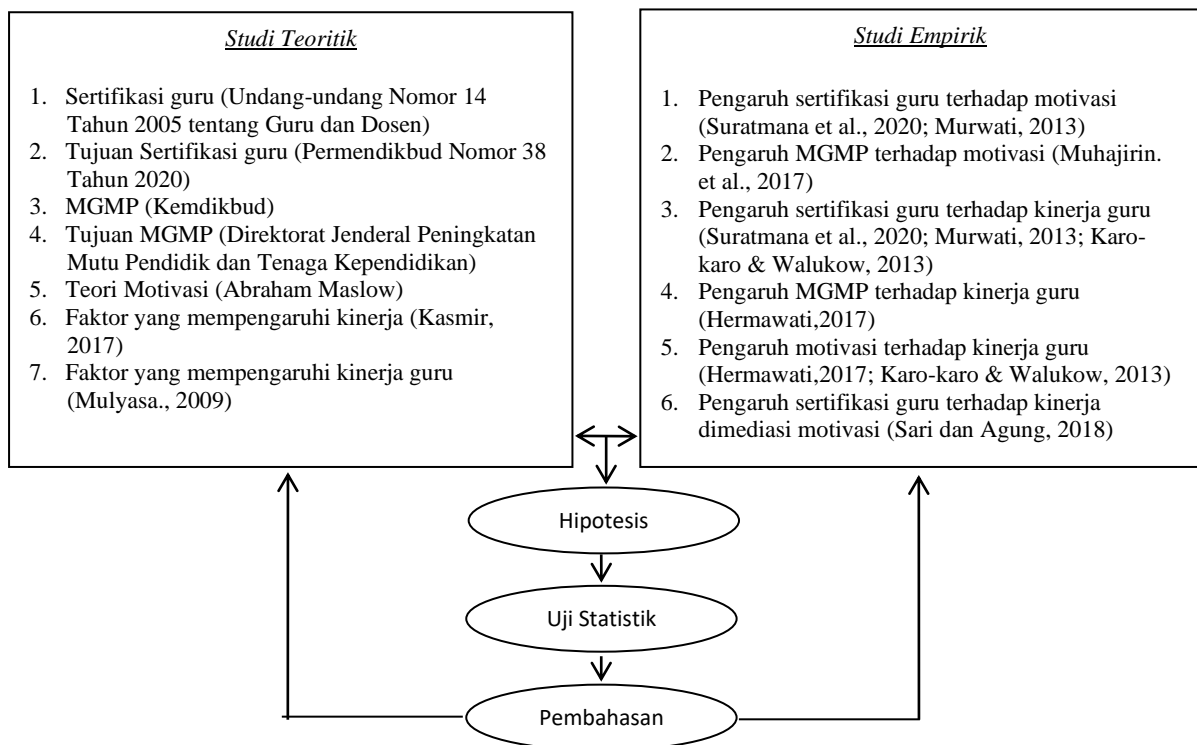 Studi Teoritik
1. Sertifikasi guru (Undang-undang Nomor 14
Tahun 2005 tentang Guru dan Dosen)
2. Tujuan Sertifikasi guru (Permendikbud Nomor 38
Tahun 2020)
3. MGMP (Kemdikbud)
4. Tujuan MGMP (Direktorat Jenderal Peningkatan
Mutu Pendidik dan Tenaga Kependidikan)
5. Teori Motivasi (Abraham Maslow)
6. Faktor yang mempengaruhi kinerja (Kasmir,
2017)
7. Faktor yang mempengaruhi kinerja guru
(Mulyasa., 2009)
Studi Empirik
1. Pengaruh sertifikasi guru terhadap motivasi
(Suratmana et al., 2020; Murwati, 2013)
2. Pengaruh MGMP terhadap motivasi (Muhajirin.
et al., 2017)
3. Pengaruh sertifikasi guru terhadap kinerja guru
(Suratmana et al., 2020; Murwati, 2013; Karo-
karo & Walukow, 2013)
4. Pengaruh MGMP terhadap kinerja guru
(Hermawati,2017)
5. Pengaruh motivasi terhadap kinerja guru
(Hermawati,2017; Karo-karo & Walukow, 2013)
6. Pengaruh sertifikasi guru terhadap kinerja
dimediasi motivasi (Sari dan Agung, 2018)
Hipotesis
Uji Statistik
Pembahasan